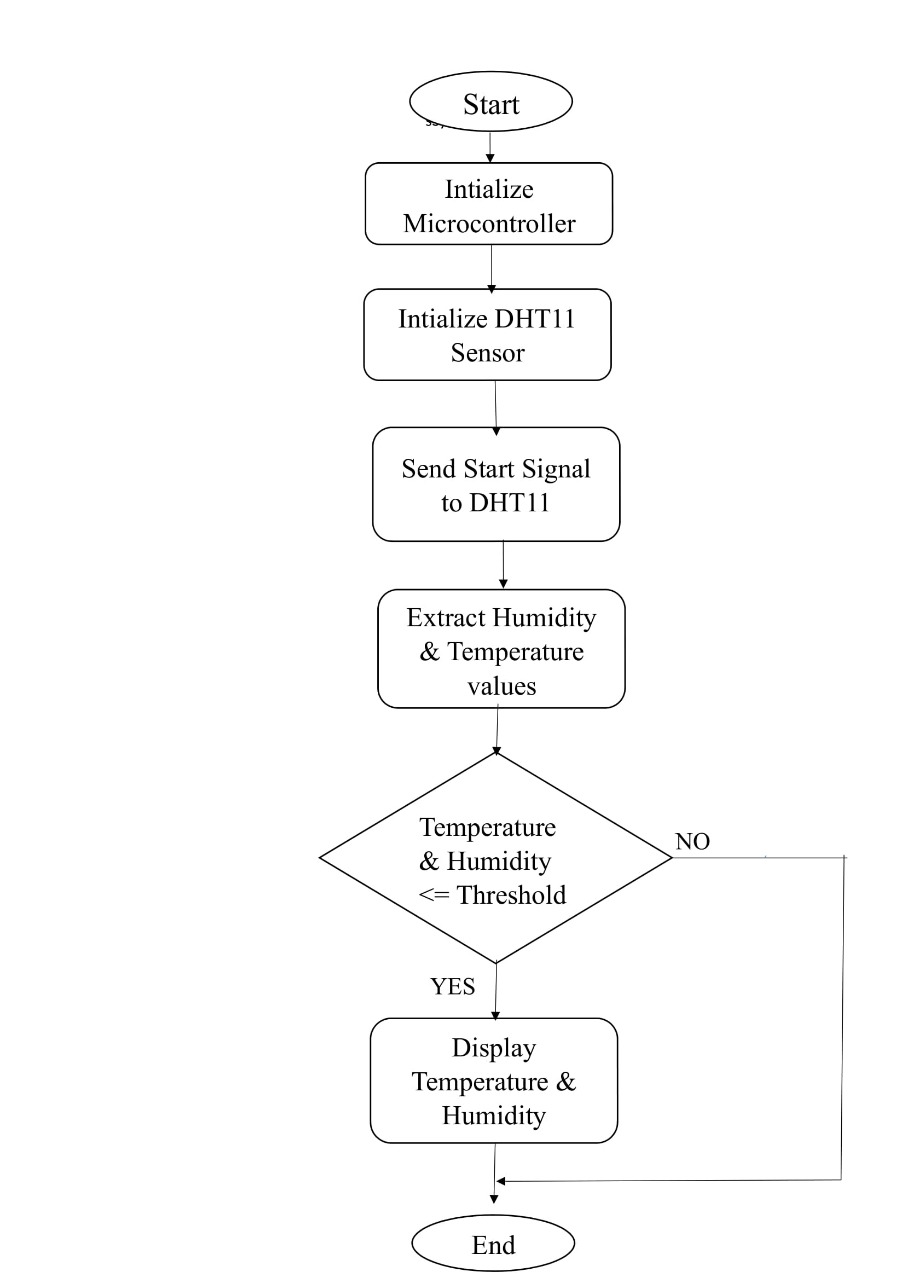 Start
Intialize
Microcontroller
Intialize DHT11
Sensor
Send Start Signal
to DHT11
Extract Humidity
& Temperature
values
Temperature
& Humidity
<= Threshold
NO
YES
Display
Temperature &
Humidity
End